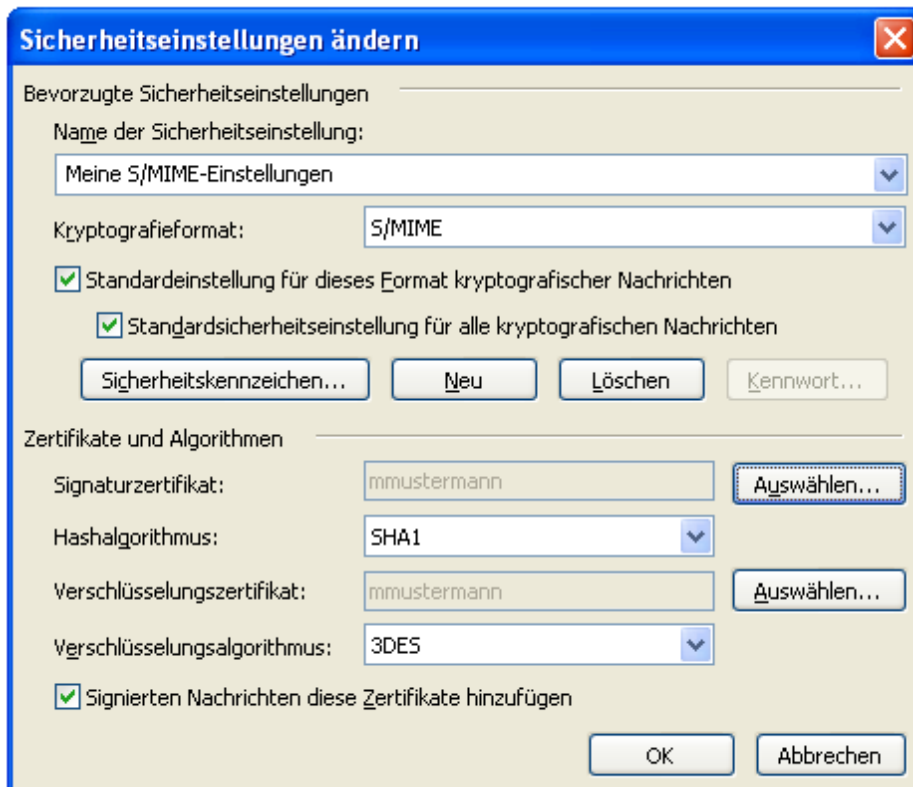 Sicherheitseinstellungen ändern
Bevorzugte Sicherheitseinstellungen
Name der Sicherheitseinstellung:
Meine S/MIME-Einstellungen
Kryptografieformat: S/MIME
Standardeinstellung für dieses Format kryptografischer Nachrichten
Standardsicherheitseinstellung für alle kryptografischen Nachrichten
Sicherheitskennzeichen... Neu Löschen Kennwort...
Zertifikate und Algorithmen
Signaturzertifikat: mmustermann Auswählen...
Hashalgorithmus: SHA1
Verschlüsselungszertifikat: mmustermann Auswählen...
Verschlüsselungsalgorithmus: 3DES
Signierten Nachrichten diese Zertifikate hinzufügen
OK Abbrechen